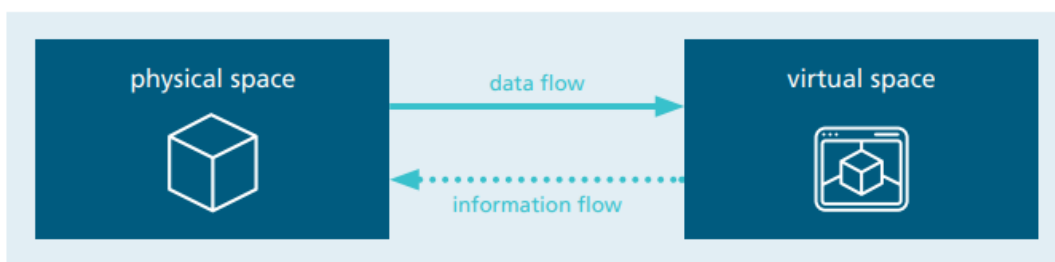 physical space
data flow
virtual space
information flow